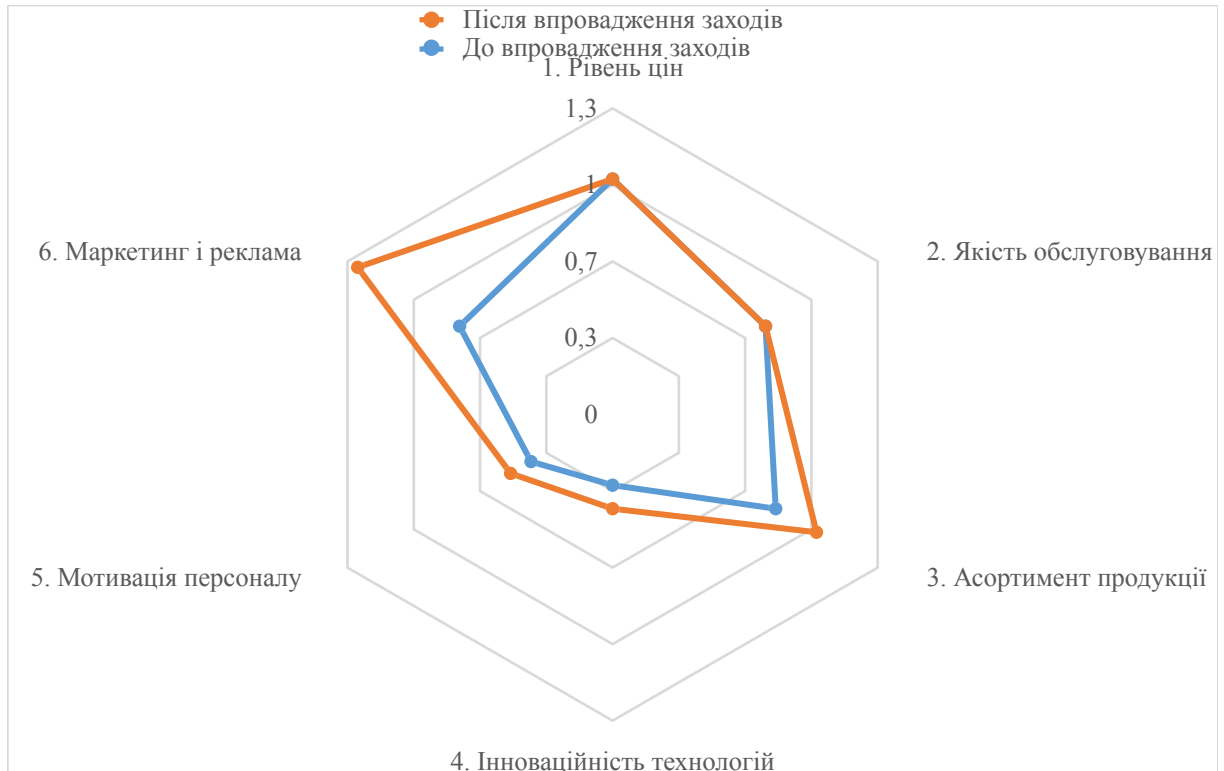 Після впровадження заходів
До впровадження заходів
1. Рівень цін
1,3
1
6. Маркетинг і реклама
2. Якість обслуговування
0,7
0,3
0
5. Мотивація персоналу
3. Асортимент продукції
4. Інноваційність технологій